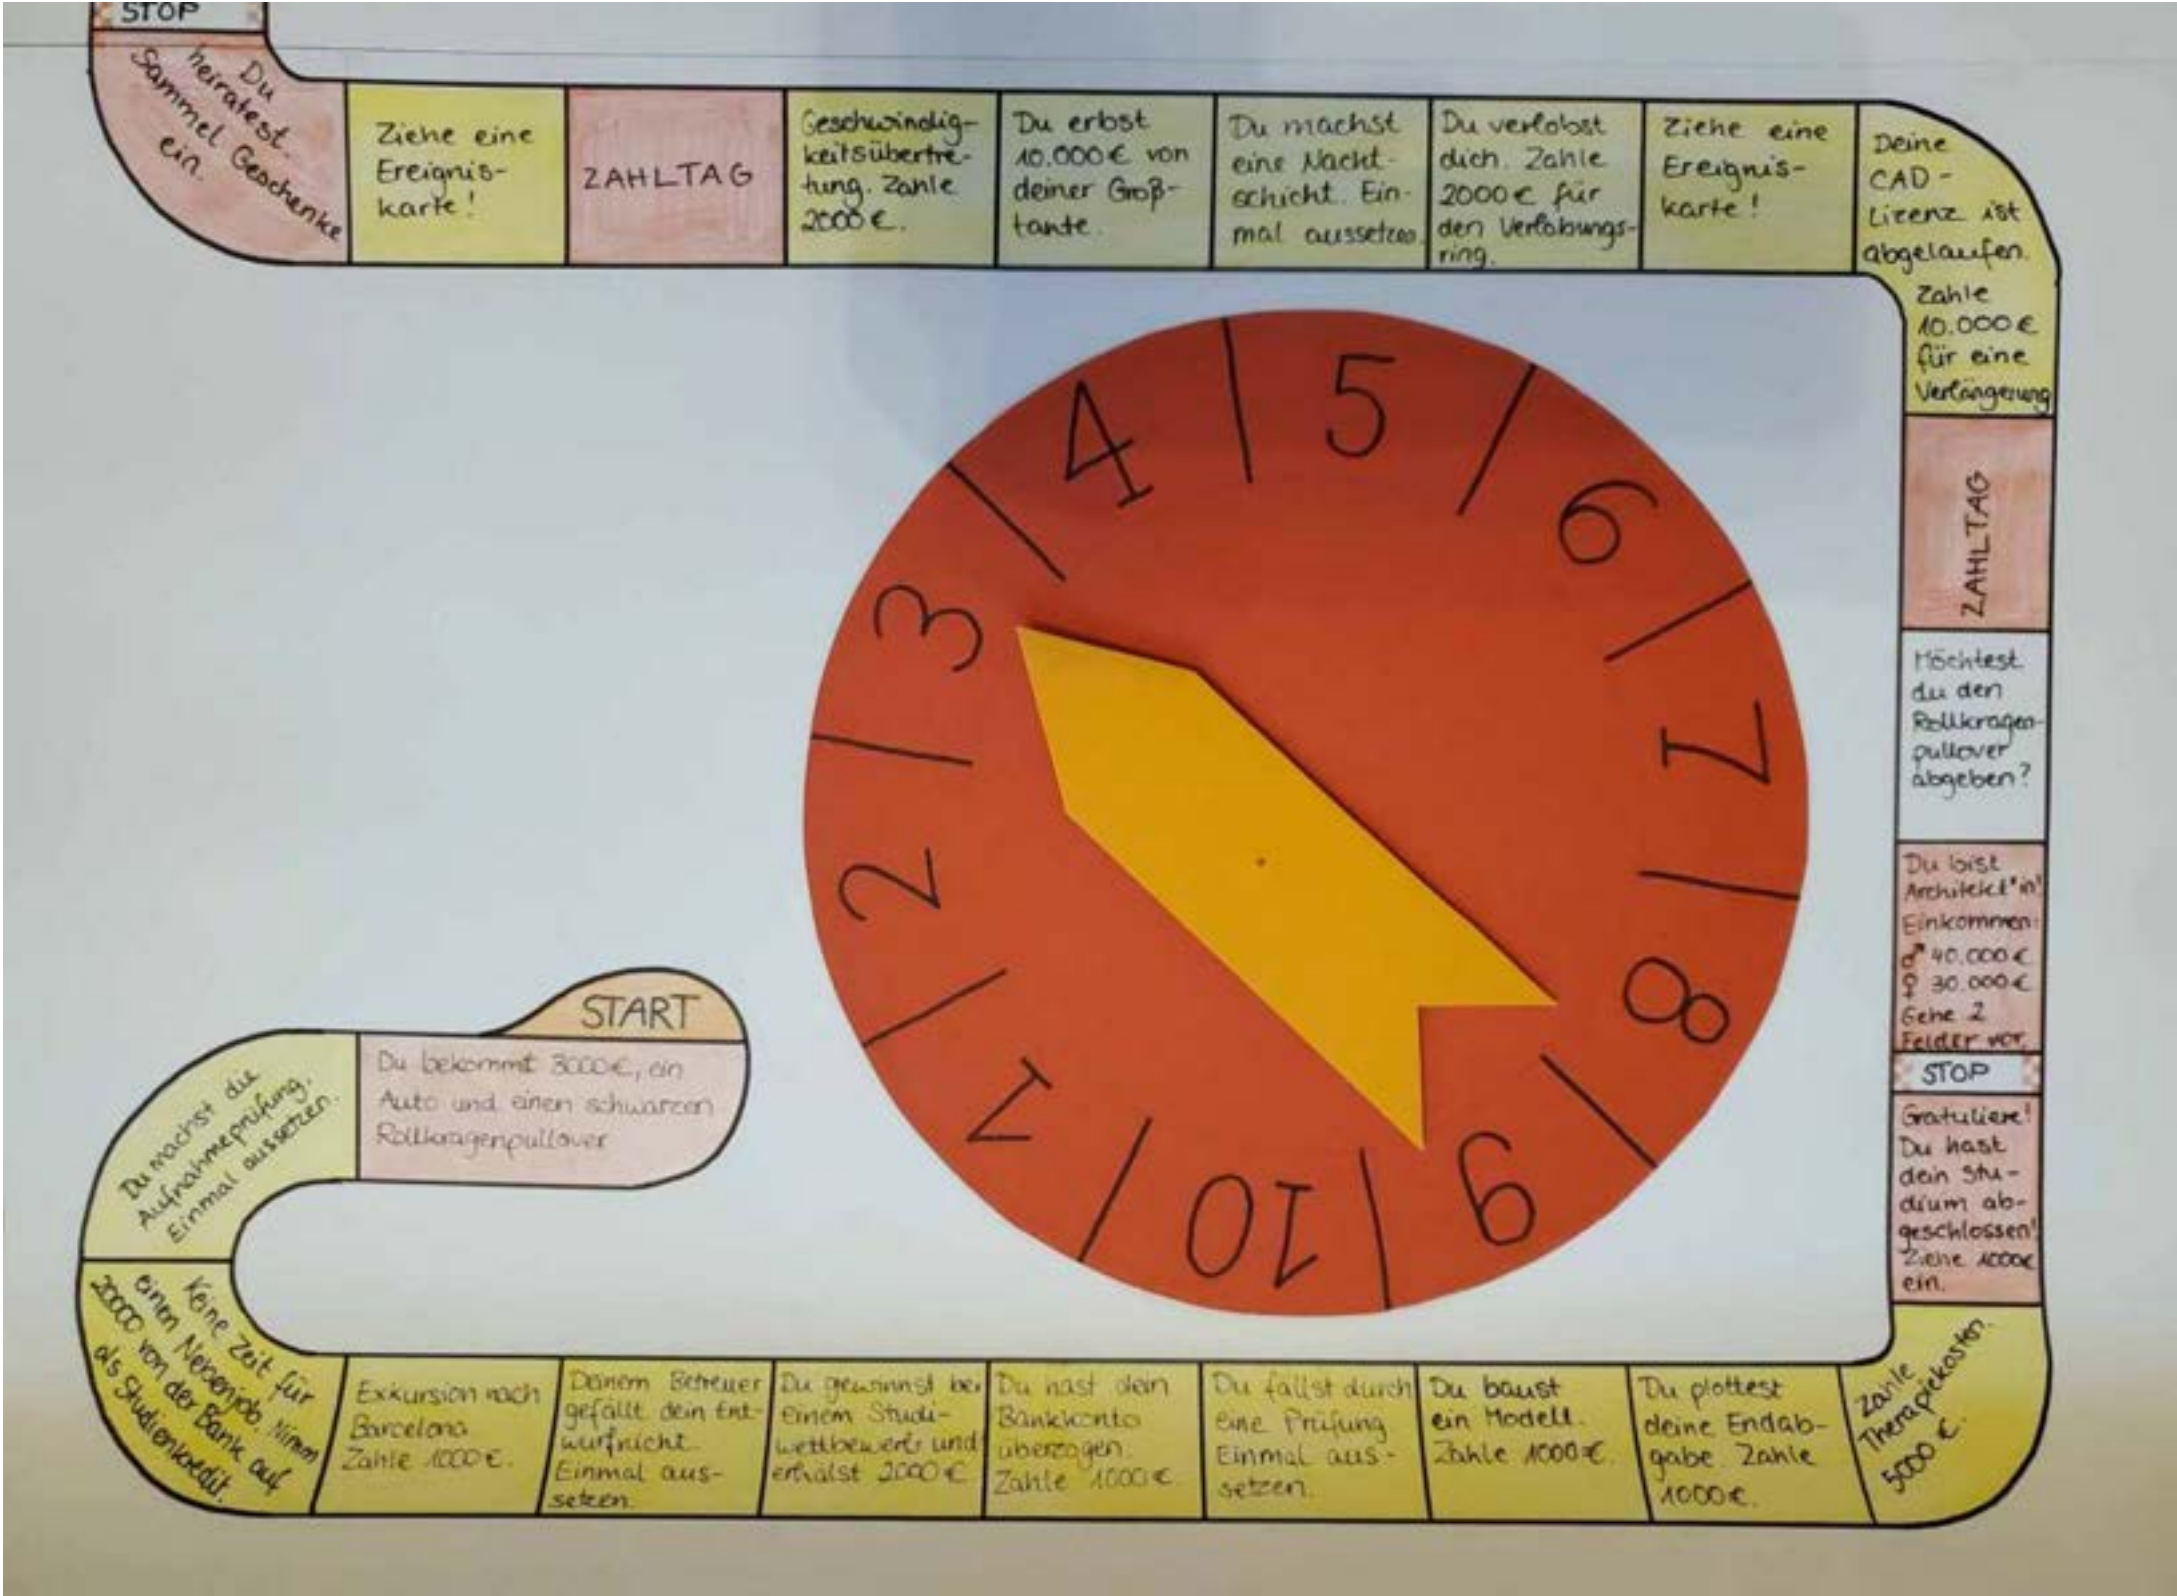 STOP
Du
heiratest.
Sammel Geschenke
ein.
Ziehe eine
Ereignis-
karte!
ZAHLTAG
Geschwindig-
keitsübertre-
tung. Zahle
2000 €.
Du erbst
10.000 € von
deiner Groß-
tante.
Du machst
eine Nacht-
schicht. Ein-
mal aussetzen.
Du verlobst
dich. Zahle
2000 € für
den Verlobungs-
ring.
Ziehe eine
Ereignis-
karte!
Deine
CAD-
Lizenz ist
abgelaufen.
Zahle
10.000 €
für eine
Verlängerung
ZAHLTAG
Möchtest
du den
Rollkragen-
pullover
abgeben?
Du bist
Architekt*in!
Einkommen:
♂ 40.000 €
♀ 30.000 €
Gehe 2
Felder vor.
STOP
Gratuliere!
Du hast
dein Stu-
dium ab-
geschlossen!
Ziehe 1000€
ein.
Zahle
Therapiekosten.
5000 €.
Du plottest
deine Endab-
gabe. Zahle
1000 €.
Du baust
ein Modell.
Zahle 1000 €.
Du fällst durch
eine Prüfung
Einmal aus-
setzen.
Du hast dein
Bankkonto
überzogen.
Zahle 1000 €.
Du gewinnst bei
einem Studi-
wettbewerb und
erhälst 2000 €
Deinem Betreuer
gefällt dein Ent-
wurf nicht.
Einmal aus-
setzen.
Exkursion nach
Barcelona
Zahle 1000 €.
Keine Zeit für
einen Nebenjob. Nimm
20000 von der Bank auf
als Studienkredit.
Du machst die
Aufnahmeprüfung.
Einmal aussetzen.
START
Du bekommt 3000 €, ein
Auto und einen schwarzen
Rollkragenpullover
1
2
3
4
5
6
7
8
9
10